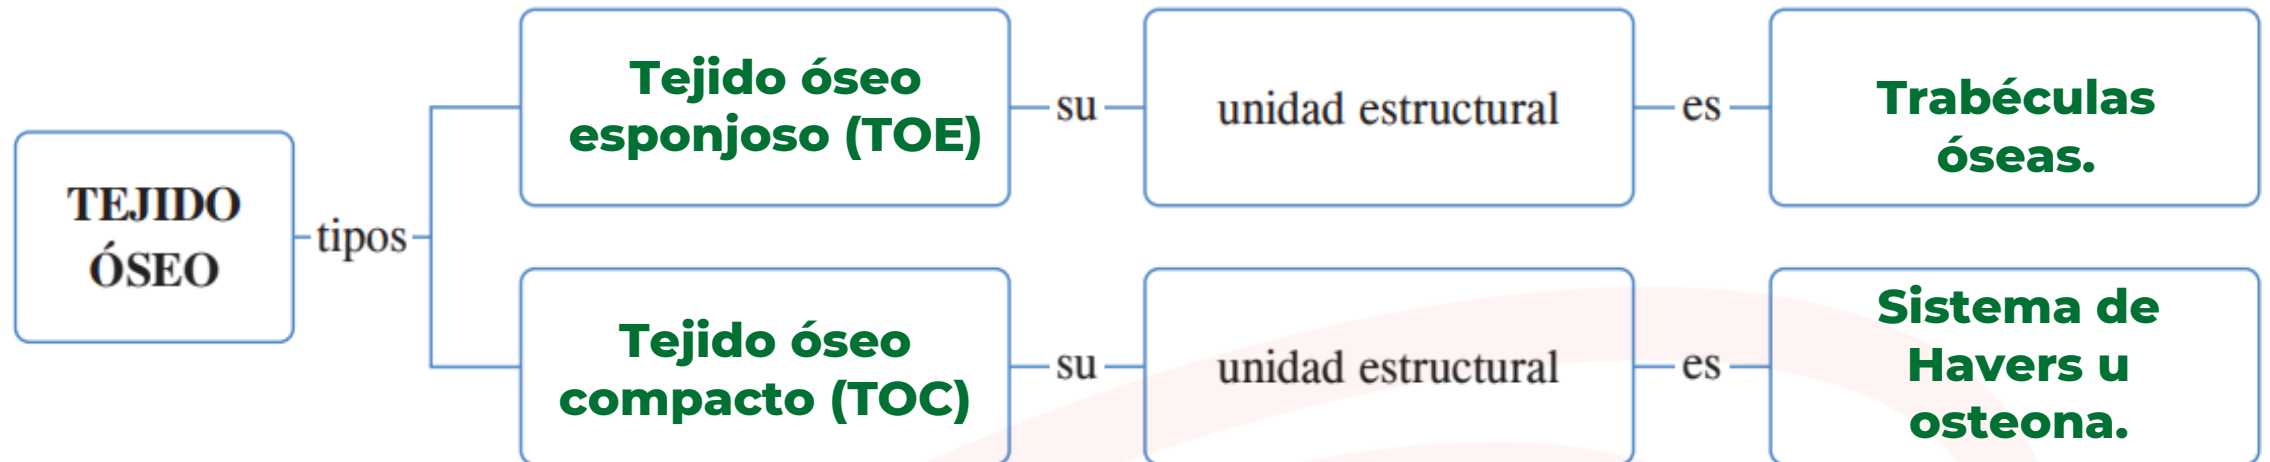 TEJIDO
ÓSEO
tipos
Tejido óseo
esponjoso (TOE)
su
unidad estructural
es
Trabéculas
óseas.
Tejido óseo
compacto (TOC)
su
unidad estructural
es
Sistema de
Havers u
osteona.